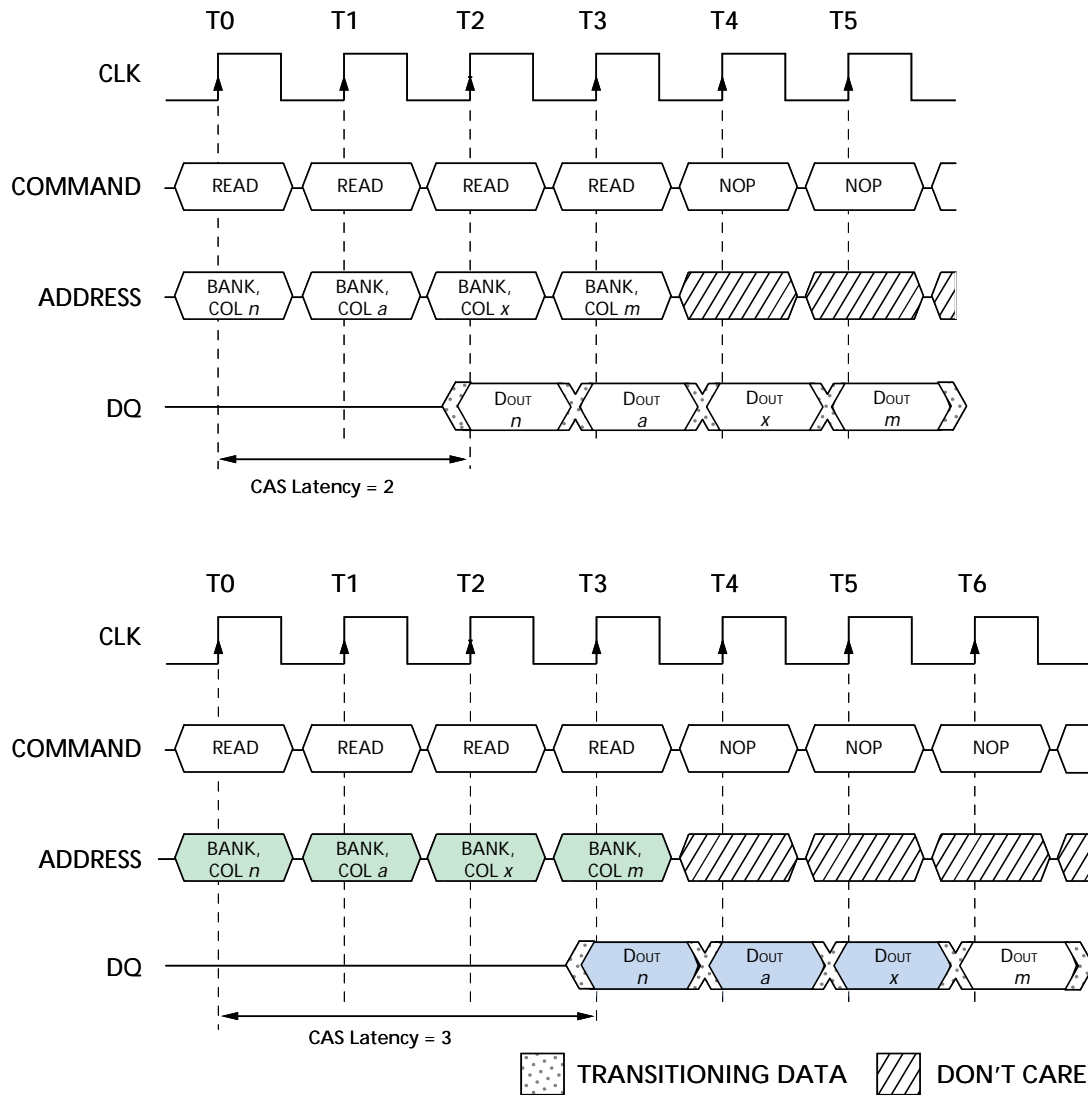 T0 T1 T2 T3 T4 T5
CLK
COMMAND READ READ READ READ NOP NOP
ADDRESS BANK, COL n BANK, COL a BANK, COL x BANK, COL m
DQ DOUT n DOUT a DOUT x DOUT m
CAS Latency = 2
T0 T1 T2 T3 T4 T5 T6
CLK
COMMAND READ READ READ READ NOP NOP NOP
ADDRESS BANK, COL n BANK, COL a BANK, COL x BANK, COL m
DQ DOUT n DOUT a DOUT x DOUT m
CAS Latency = 3
TRANSITIONING DATA DON'T CARE